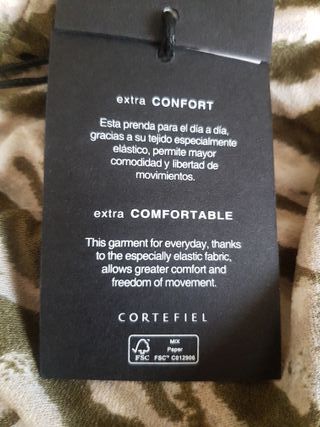 extra CONFORT
Esta prenda para el día a día,
gracias a su tejido especialmente
elástico, permite mayor
comodidad y libertad de
movimientos.
extra COMFORTABLE
This garment for everyday, thanks
to the especially elastic fabric,
allows greater comfort and
freedom of movement.
CORTEFIEL
FSC
MIX
Paper
FSC™ C012906